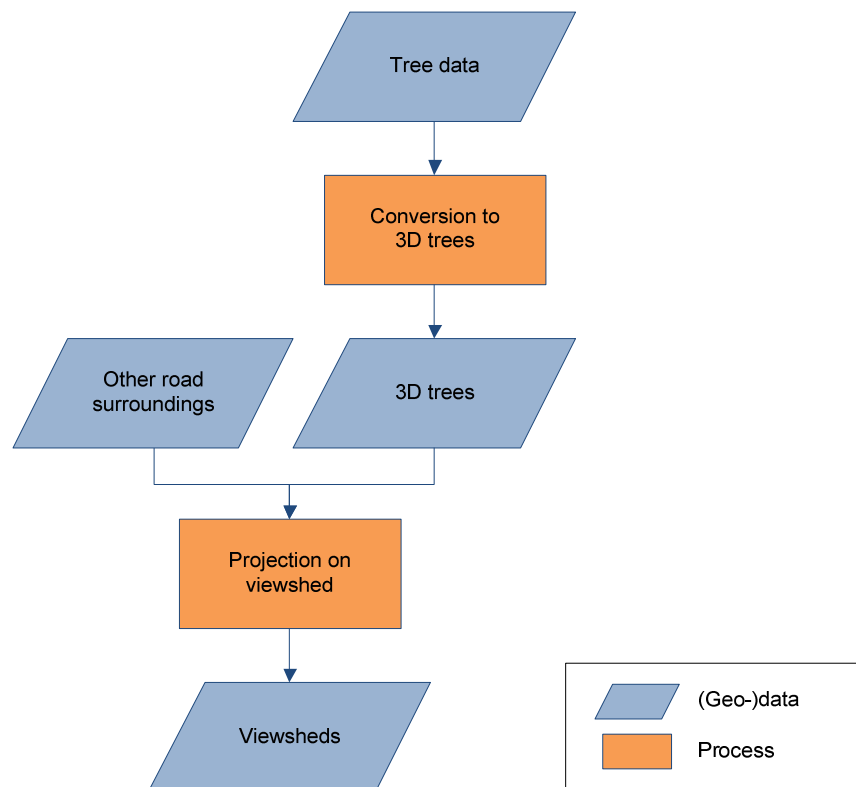 Tree data
Conversion to
3D trees
Other road
surroundings
3D trees
Projection on
viewshed
Viewsheds
(Geo-)data
Process